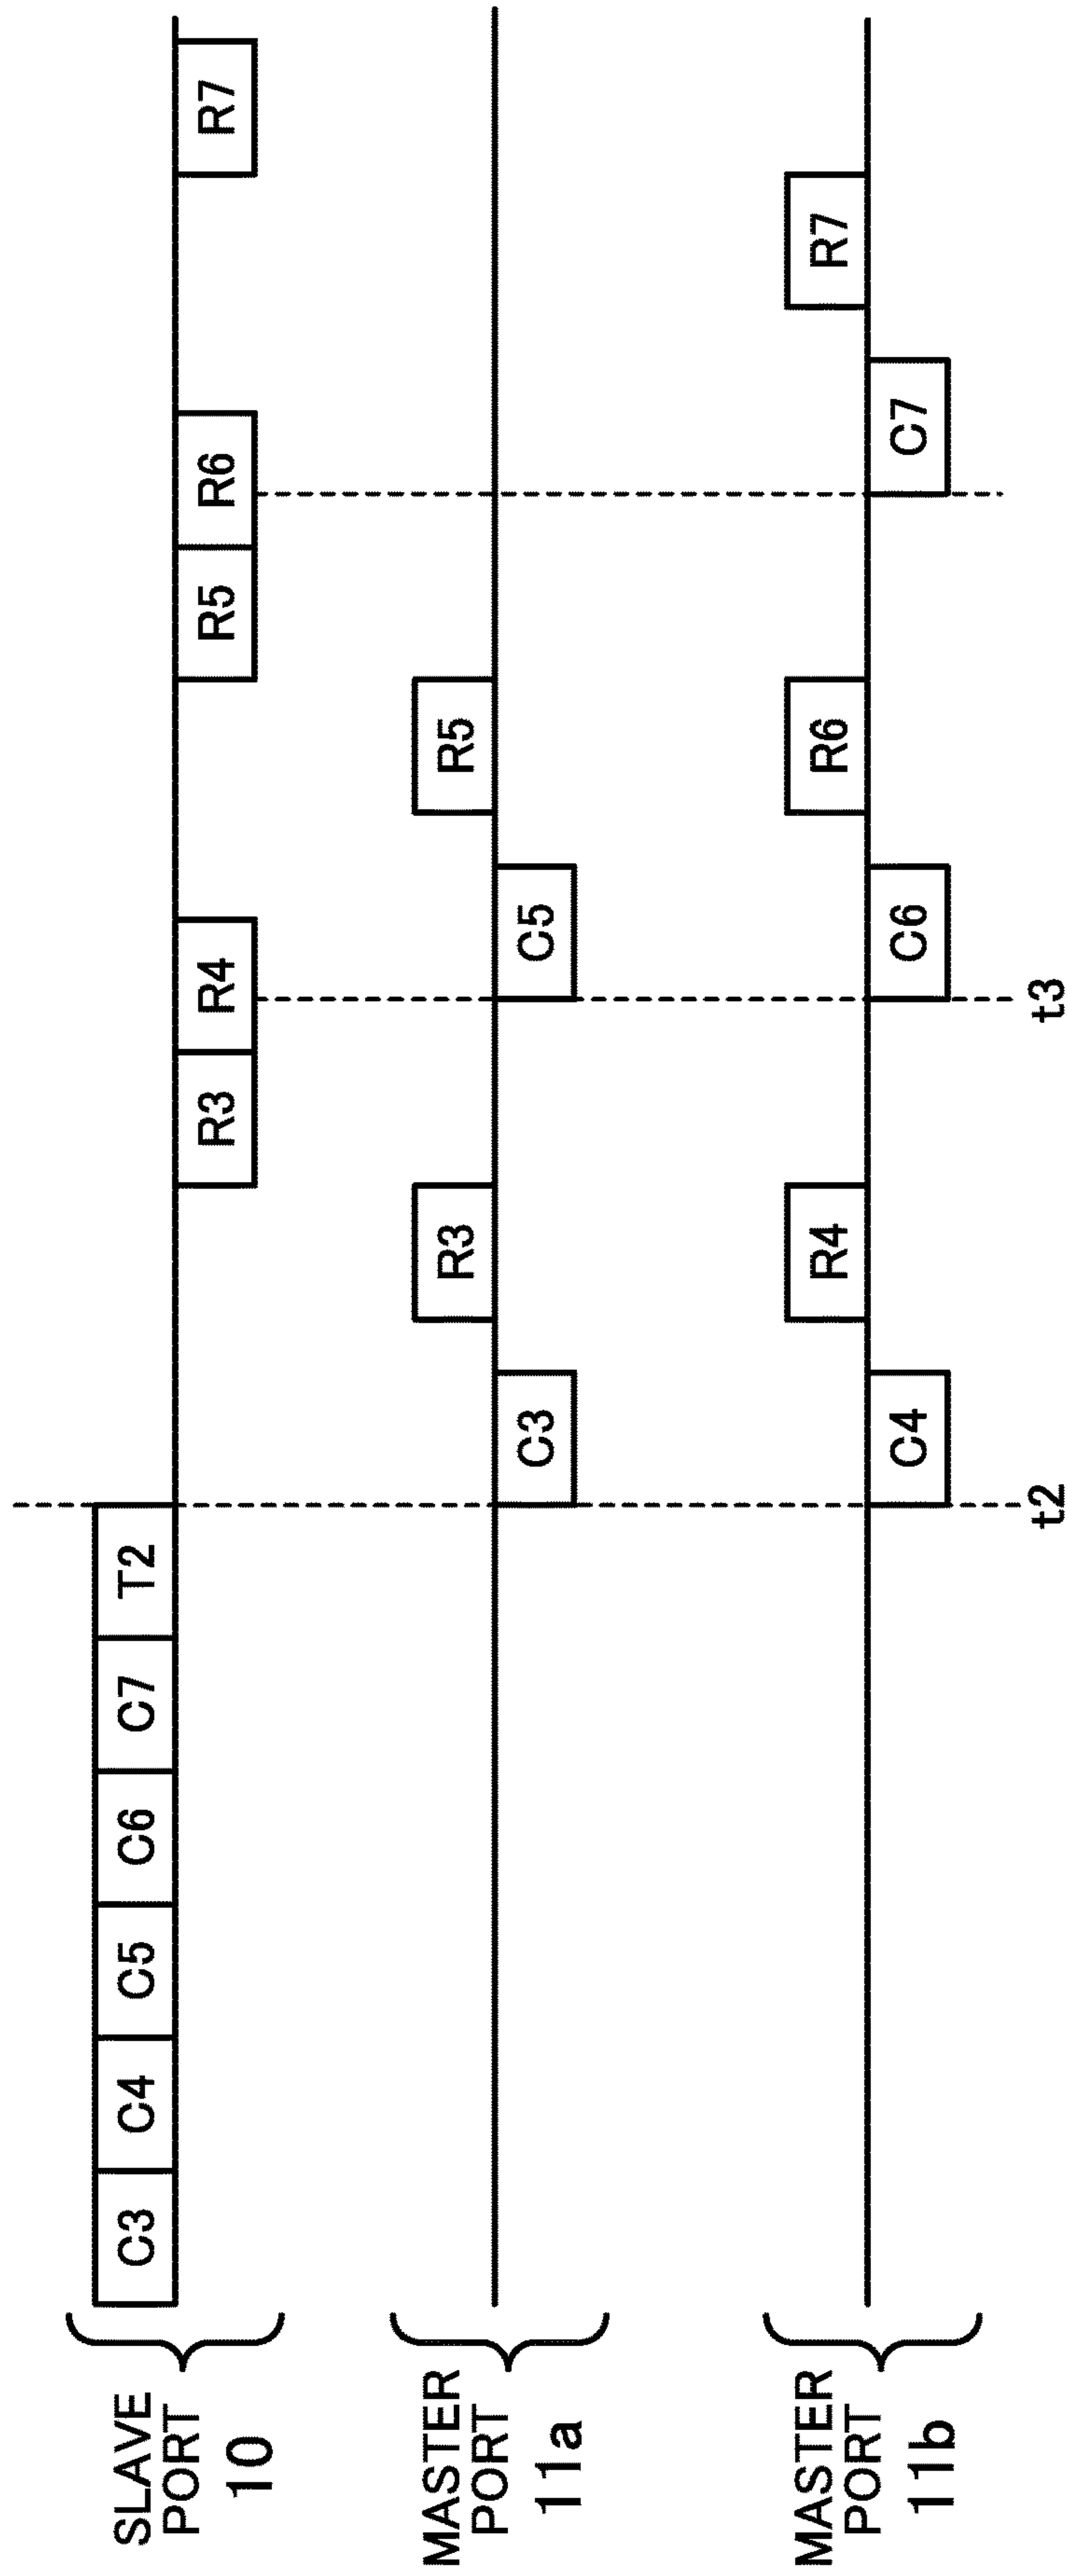 SLAVE
PORT
10
C3 C4 C5 C6 C7 T2
R3 R4 R5 R6 R7
MASTER
PORT
11a
R3 R5
C3 C5
MASTER
PORT
11b
R4 R6 R7
C4 C6 C7
t2 t3